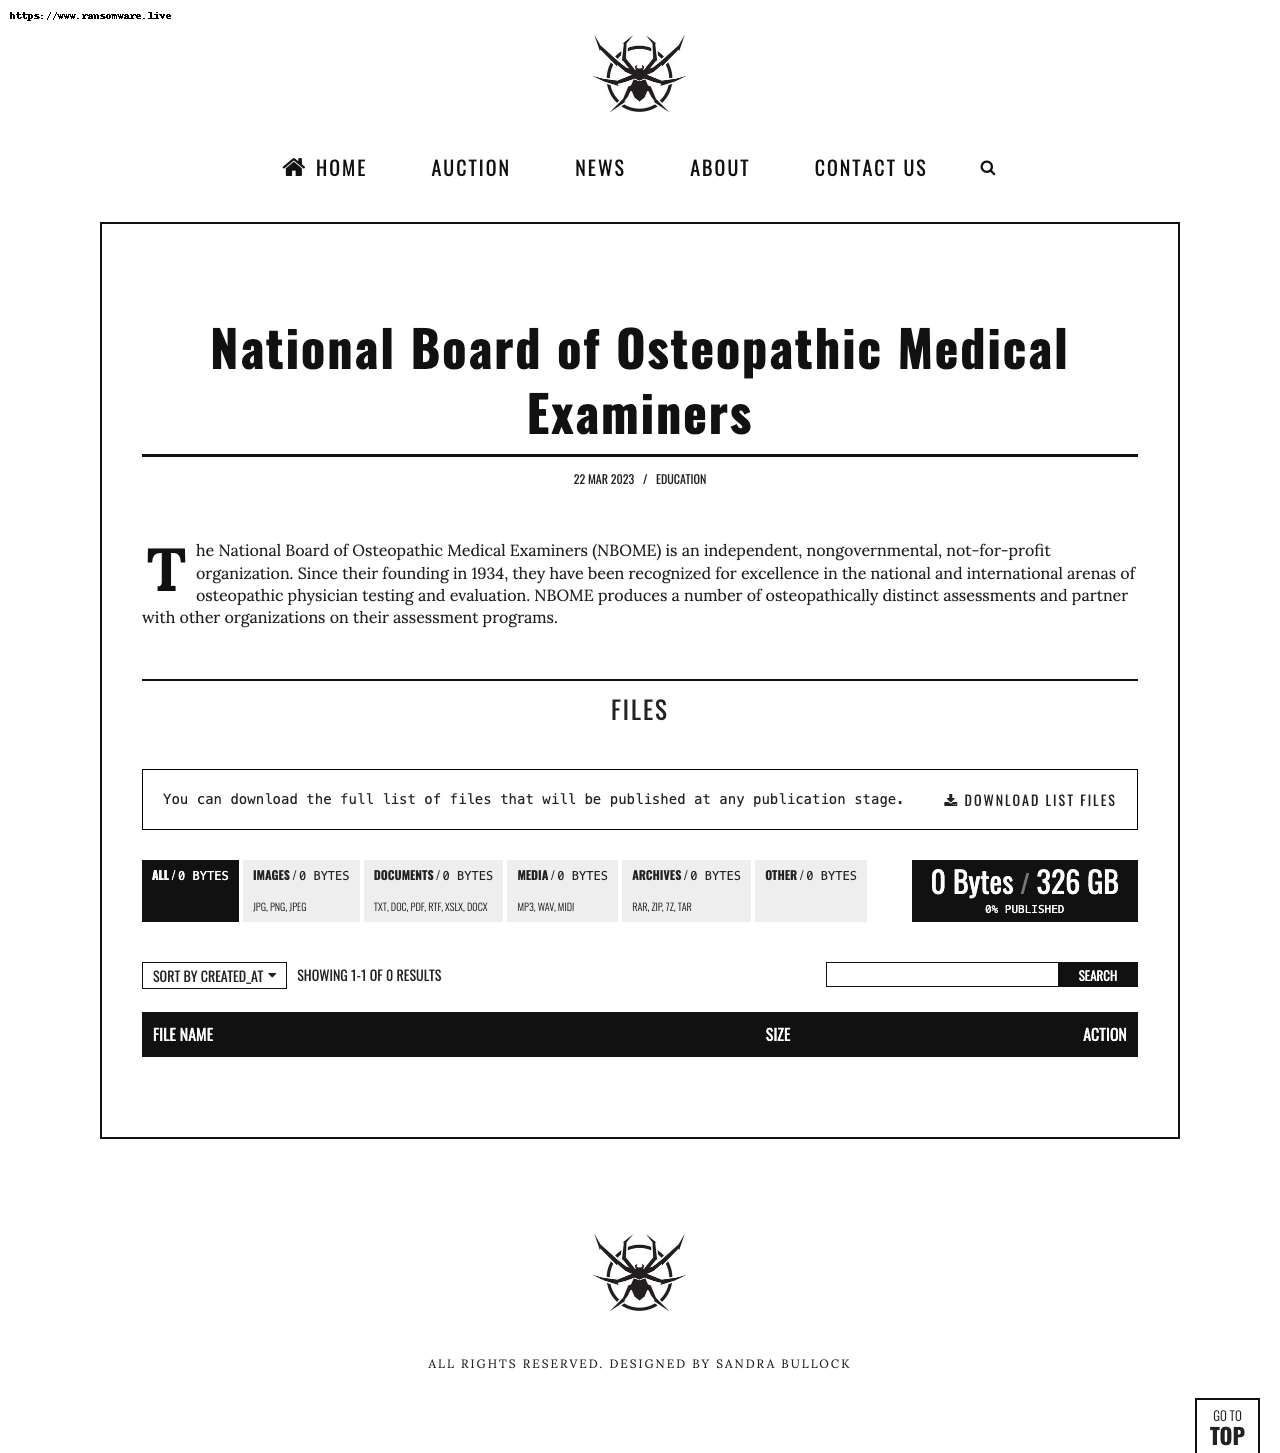 https://www.ransomware.live
HOME AUCTION NEWS ABOUT CONTACT US
National Board of Osteopathic Medical
Examiners
22 MAR 2023 / EDUCATION
The National Board of Osteopathic Medical Examiners (NBOME) is an independent, nongovernmental, not-for-profit
organization. Since their founding in 1934, they have been recognized for excellence in the national and international arenas of
osteopathic physician testing and evaluation. NBOME produces a number of osteopathically distinct assessments and partner
with other organizations on their assessment programs.
FILES
You can download the full list of files that will be published at any publication stage. DOWNLOAD LIST FILES
ALL / 0 BYTES IMAGES / 0 BYTES DOCUMENTS / 0 BYTES MEDIA / 0 BYTES ARCHIVES / 0 BYTES OTHER / 0 BYTES 0 Bytes / 326 GB
JPG, PNG, JPEG TXT, DOC, PDF, RTF, XSLX, DOCX MP3, WAV, MIDI RAR, ZIP, 7Z, TAR 0% PUBLISHED
SORT BY CREATED_AT SHOWING 1-1 OF 0 RESULTS SEARCH
FILE NAME SIZE ACTION
ALL RIGHTS RESERVED. DESIGNED BY SANDRA BULLOCK
GO TO
TOP